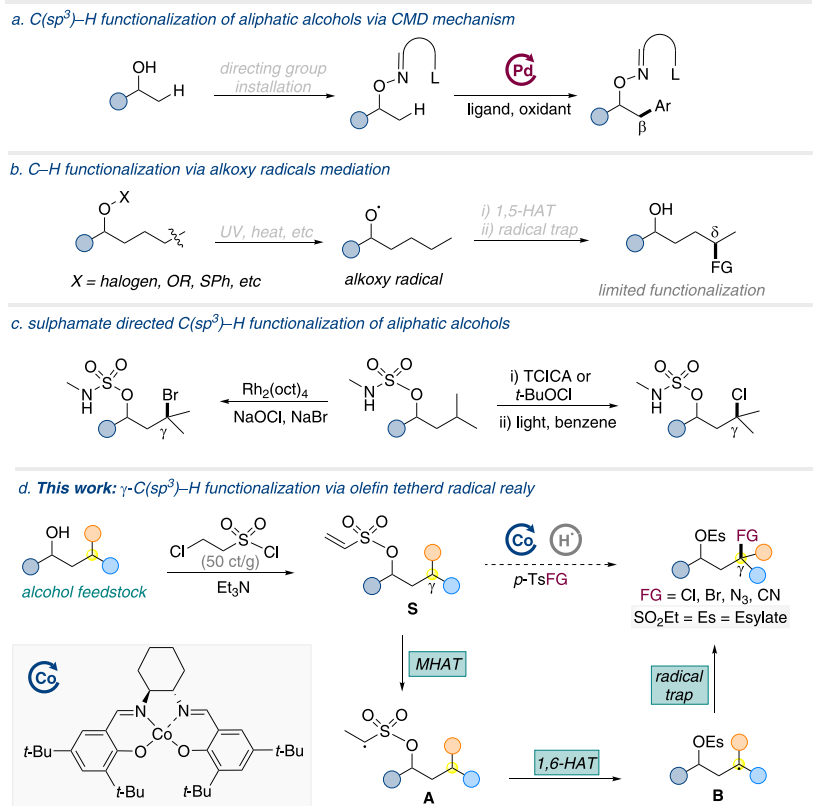 a. C(sp³)–H functionalization of aliphatic alcohols via CMD mechanism
OH
H
directing group
installation
O
N
L
H
Pd
ligand, oxidant
O
N
L
Ar
β
b. C–H functionalization via alkoxy radicals mediation
X
O
UV, heat, etc
X = halogen, OR, SPh, etc
O•
alkoxy radical
i) 1,5-HAT
ii) radical trap
OH
δ
FG
limited functionalization
c. sulphamate directed C(sp³)–H functionalization of aliphatic alcohols
O O
S
N
H
O
Br
γ
Rh₂(oct)₄
NaOCl, NaBr
O O
S
N
H
O
i) TCICA or
t-BuOCl
ii) light, benzene
O O
S
N
H
O
Cl
γ
d. This work: γ-C(sp³)–H functionalization via olefin tetherd radical realy
OH
alcohol feedstock
O O
S
Cl
Cl
(50 ct/g)
Et₃N
O O
S
O
γ
S
Co
H•
p-TsFG
OEs
FG
γ
FG = Cl, Br, N₃, CN
SO₂Et = Es = Esylate
Co
N
N
Co
O
O
t-Bu
t-Bu
t-Bu
t-Bu
MHAT
O O
S
O
A
1,6-HAT
radical
trap
OEs
B